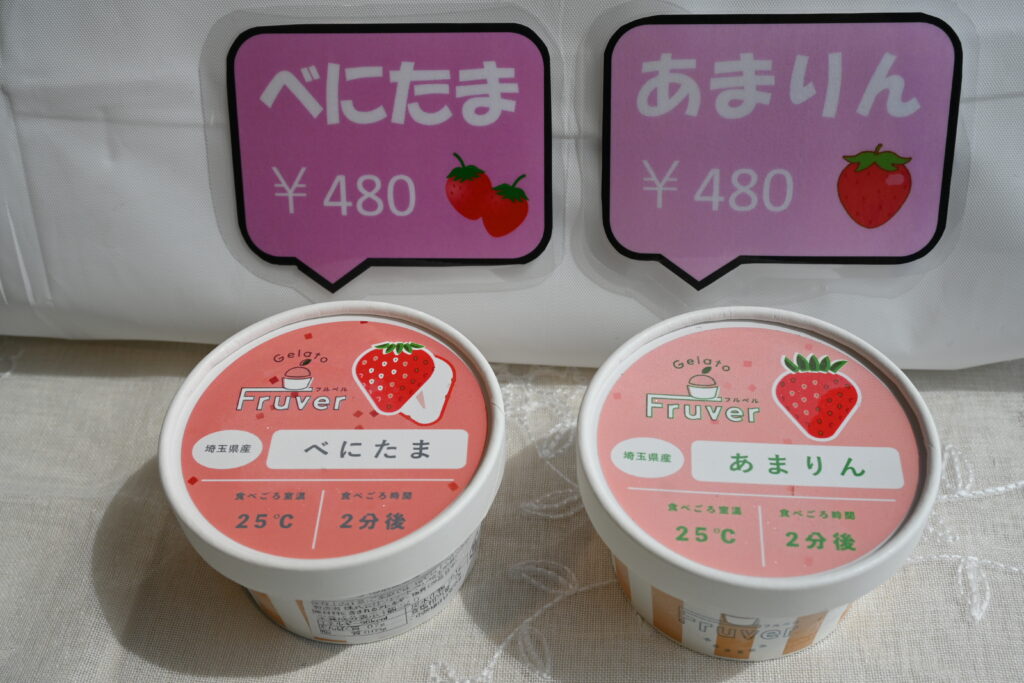 べにたま
¥480
あまりん
¥480
Gelato
フルベル
Fruver
埼玉県産
べにたま
食べごろ室温
25℃
食べごろ時間
2分後
Gelato
フルベル
Fruver
埼玉県産
あまりん
食べごろ室温
25℃
食べごろ時間
2分後
Fruver